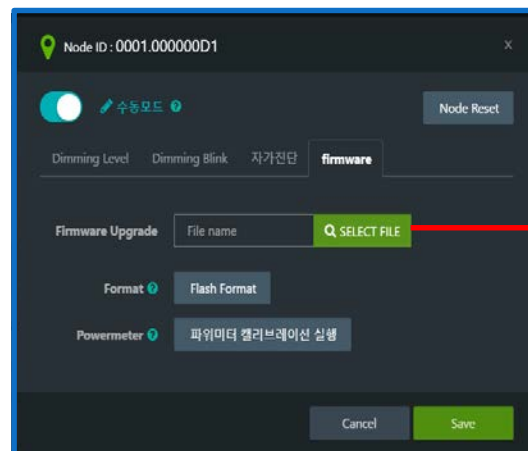 Node ID : 0001.000000D1 x
수동모드 ?
Node Reset
Dimming Level Dimming Blink 자가진단 firmware
Firmware Upgrade File name SELECT FILE
Format ? Flash Format
Powermeter ? 파위미터 캘리브레이션 실행
Cancel Save